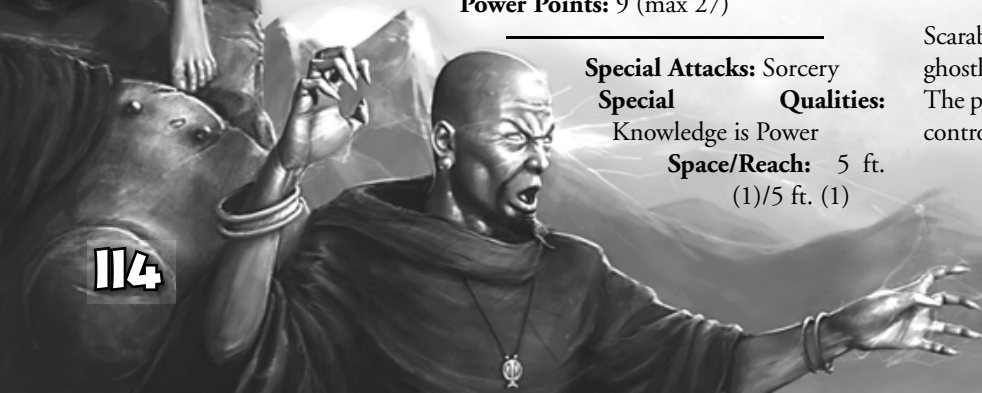 Power Points: 9 (max 27)
Special Attacks: Sorcery
Special Qualities:
Knowledge is Power
Space/Reach: 5 ft.
(1)/5 ft. (1)
The p
114